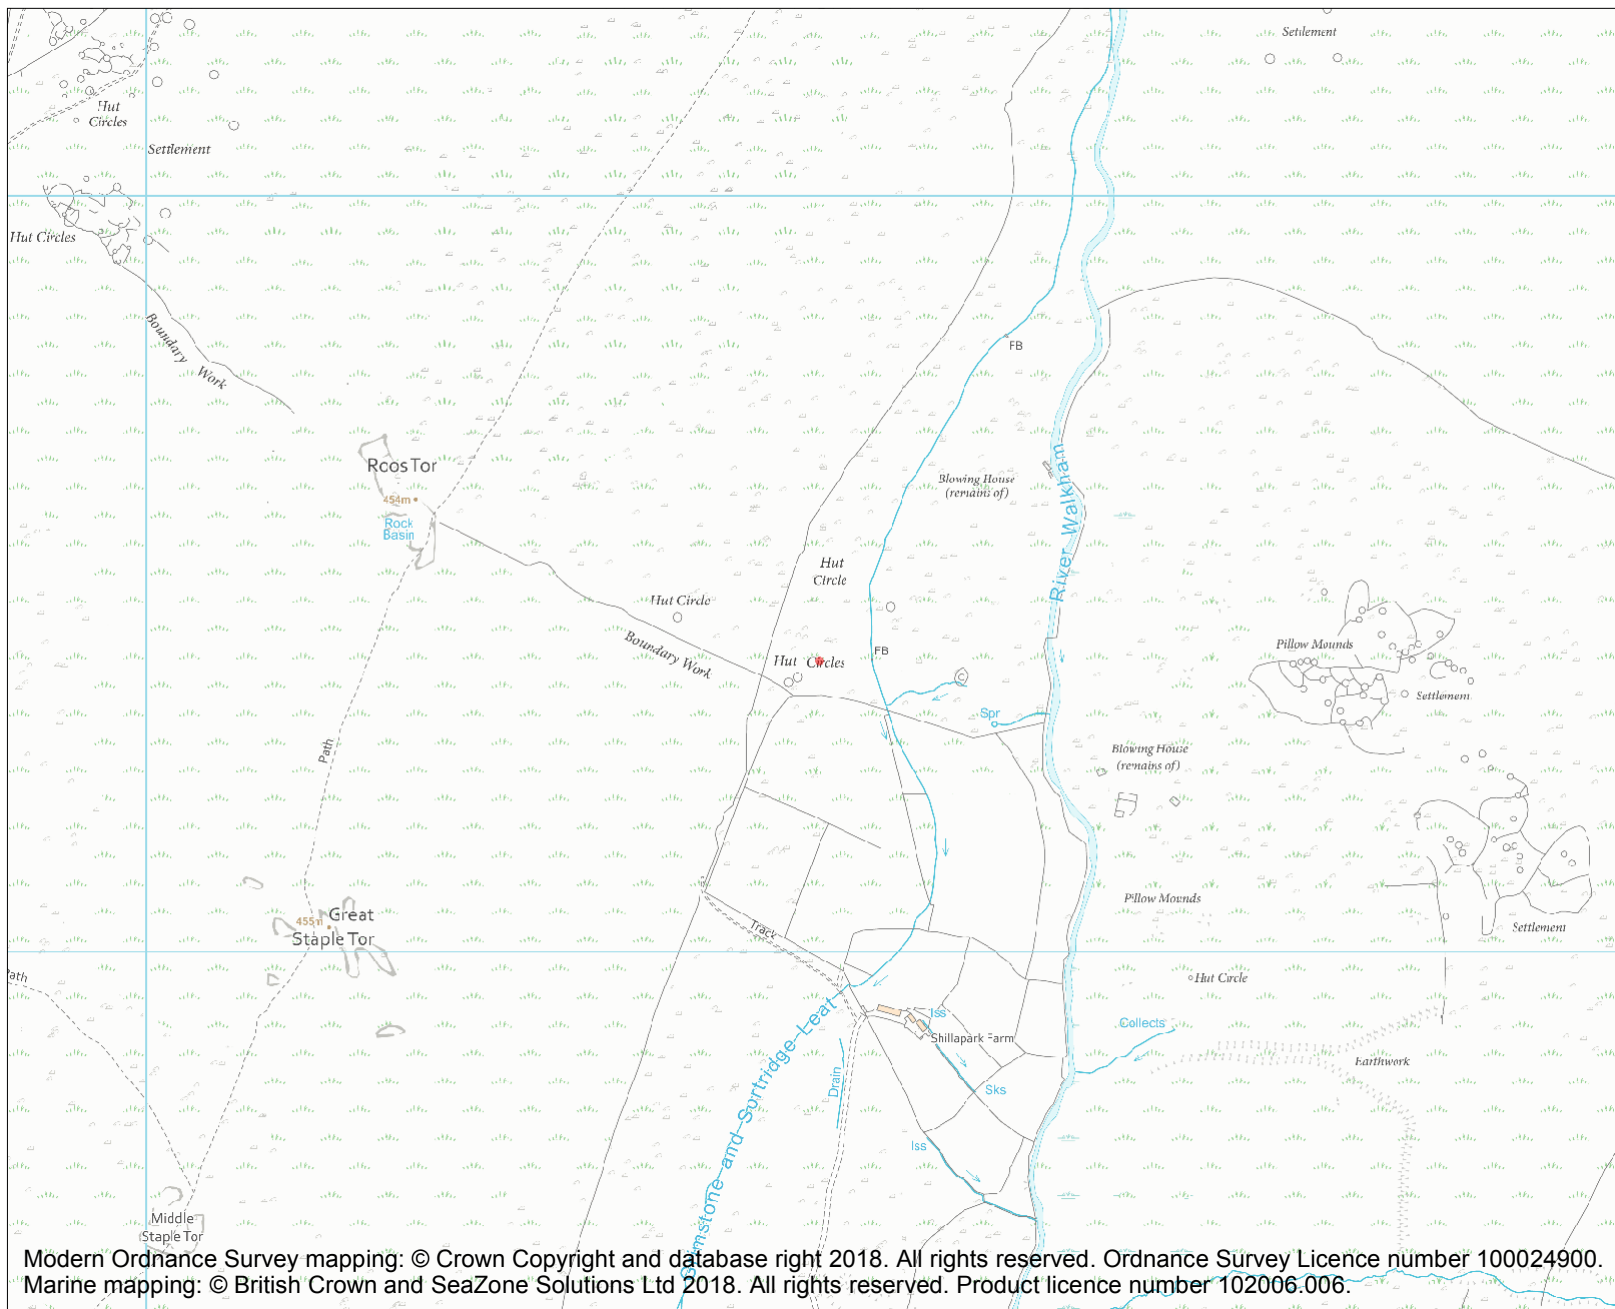 Settlement
Hut
Circles
Settlement
Hut Circles
Boundary Work
FB
Roos Tor
454m
Rock
Basin
Blowing House
(remains of)
River Walkham
Hut
Circle
Hut Circle
Boundary Work
Hut Circles
FB
Pillow Mounds
Settlement
Spr
C
Path
Blowing House
(remains of)
Great
Staple Tor
455m
Pillow Mounds
Settlement
Track
Path
Hut Circle
Iss
Shillapark Farm
Collects
Earthwork
Drain
Sks
Iss
Grimstone and Sortridge Leat
Middle
Staple Tor
Modern Ordnance Survey mapping: © Crown Copyright and database right 2018. All rights reserved. Ordnance Survey Licence number 100024900.
Marine mapping: © British Crown and SeaZone Solutions Ltd 2018. All rights reserved. Product licence number 102006.006.